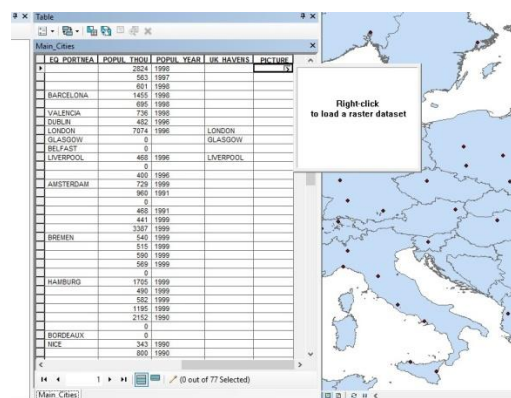 Table
Main_Cities
EQ_PORTNEA POPUL_THOU POPUL_YEAR UK_HAVENS PICTURE
2824 1998
563 1997
601 1998
BARCELONA 1455 1998
695 1998
VALENCIA 736 1998
DUBLIN 482 1996
LONDON 7074 1996 LONDON
GLASGOW 0 GLASGOW
BELFAST 0
LIVERPOOL 468 1996 LIVERPOOL
0
400 1996
AMSTERDAM 729 1999
960 1991
0
468 1991
441 1999
3387 1999
BREMEN 540 1999
515 1999
590 1999
569 1999
0
HAMBURG 1705 1999
490 1999
582 1999
1195 1999
2152 1990
0
BORDEAUX 0
NICE 343 1990
800 1990
Right-click
to load a raster dataset
1 (0 out of 77 Selected)
Main_Cities